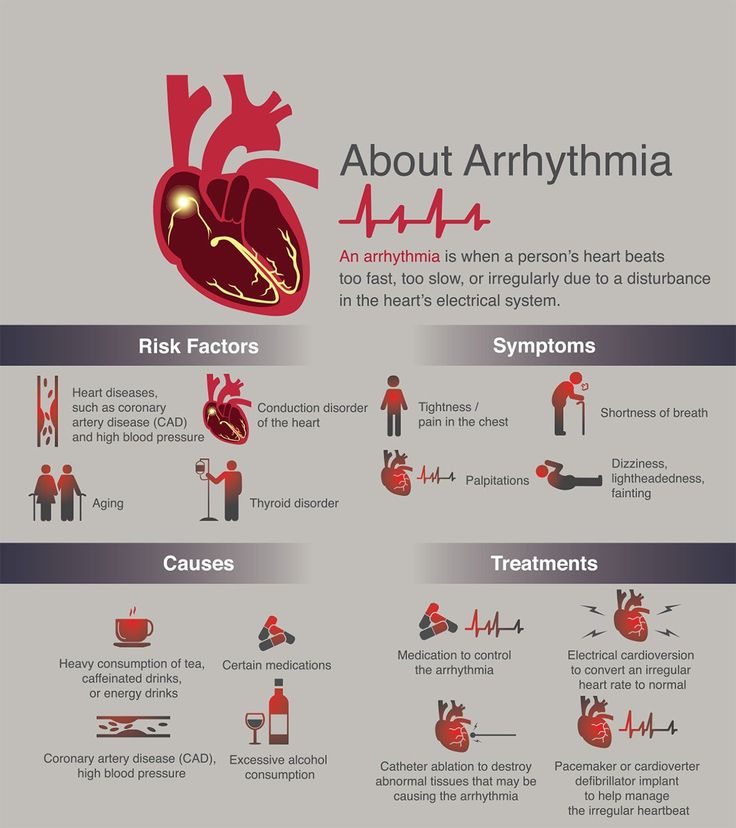 About Arrhythmia
An arrhythmia is when a person’s heart beats
too fast, too slow, or irregularly due to a disturbance
in the heart’s electrical system.
Risk Factors
Heart diseases,
such as coronary
artery disease (CAD)
and high blood pressure
Conduction disorder
of the heart
Aging
Thyroid disorder
Symptoms
Tightness /
pain in the chest
Shortness of breath
Palpitations
Dizziness,
lightheadedness,
fainting
Causes
Heavy consumption of tea,
caffeinated drinks,
or energy drinks
Certain medications
Coronary artery disease (CAD),
high blood pressure
Excessive alcohol
consumption
Treatments
Medication to control
the arrhythmia
Electrical cardioversion
to convert an irregular
heart rate to normal
Catheter ablation to destroy
abnormal tissues that may be
causing the arrhythmia
Pacemaker or cardioverter
defibrillator implant
to help manage
the irregular heartbeat